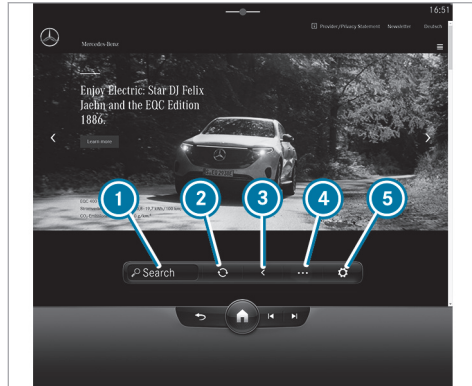 16:51
Provider/Privacy Statement Newsletter Deutsch
Mercedes-Benz
Enjoy Electric: Star DJ Felix
Jaehn and the EQC Edition
1886.
Learn more
1
2
3
4
5
Search